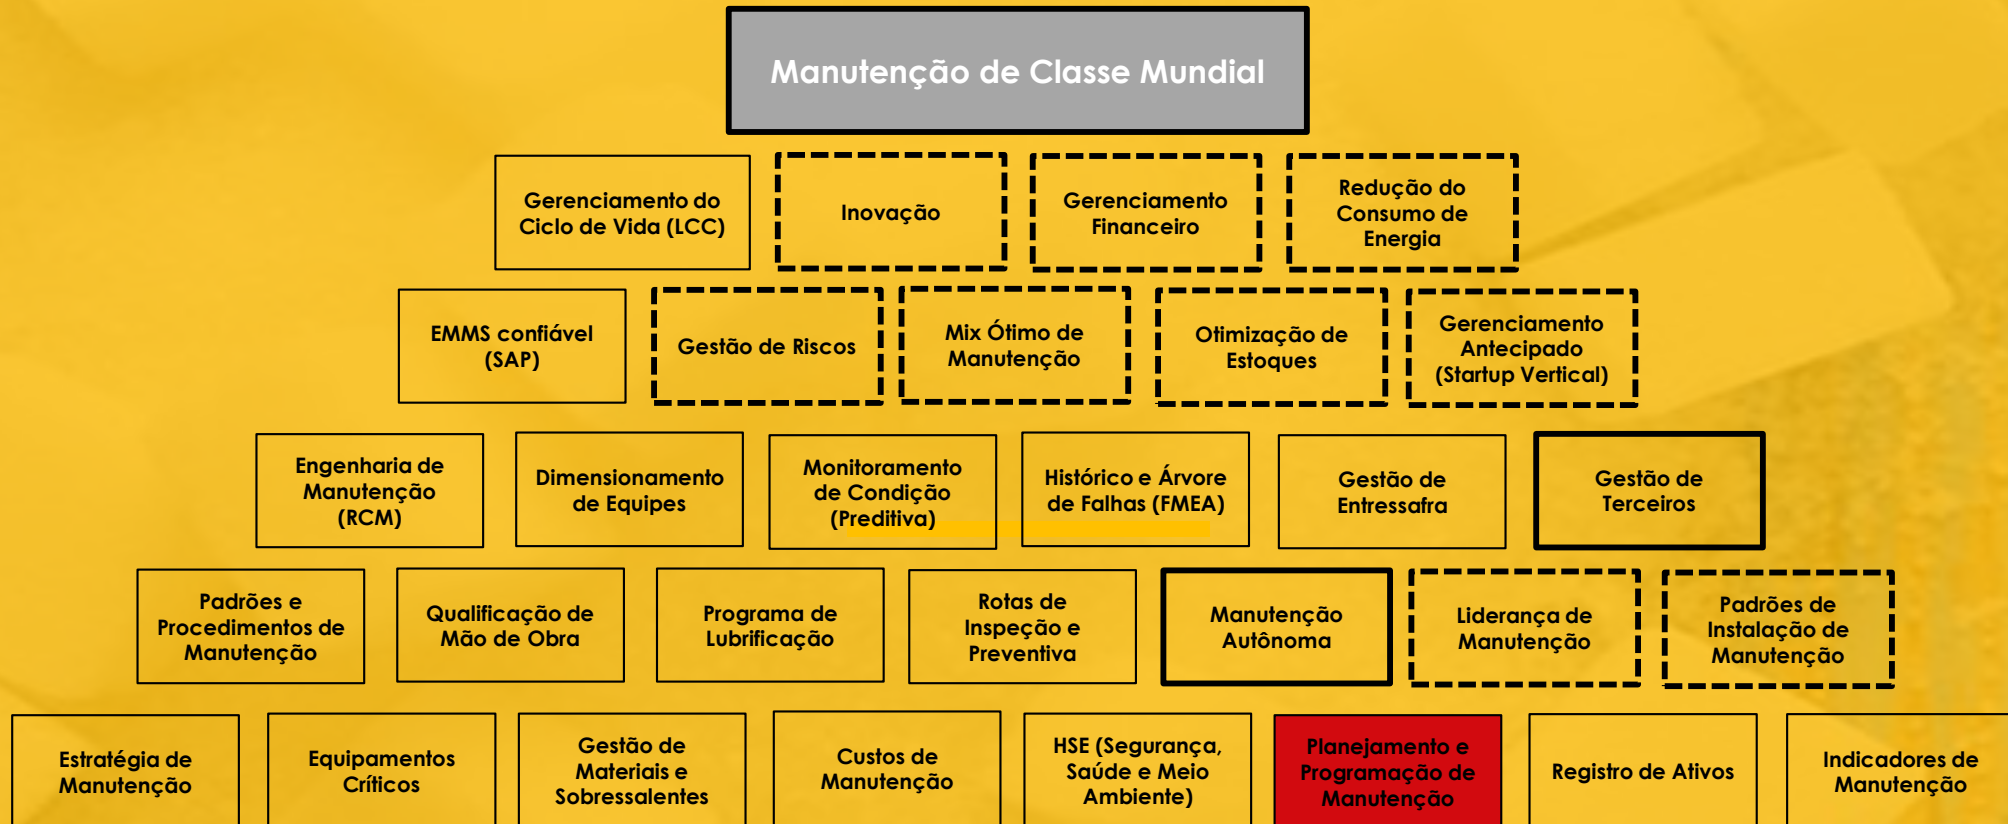 Manutenção de Classe Mundial
Gerenciamento do
Ciclo de Vida (LCC)
Inovação
Gerenciamento
Financeiro
Redução do
Consumo de
Energia
EMMS confiável
(SAP)
Gestão de Riscos
Mix Ótimo de
Manutenção
Otimização de
Estoques
Gerenciamento
Antecipado
(Startup Vertical)
Engenharia de
Manutenção
(RCM)
Dimensionamento
de Equipes
Monitoramento
de Condição
(Preditiva)
Histórico e Árvore
de Falhas (FMEA)
Gestão de
Entressafra
Gestão de
Terceiros
Padrões e
Procedimentos de
Manutenção
Qualificação de
Mão de Obra
Programa de
Lubrificação
Rotas de
Inspeção e
Preventiva
Manutenção
Autônoma
Liderança de
Manutenção
Padrões de
Instalação de
Manutenção
Estratégia de
Manutenção
Equipamentos
Críticos
Gestão de
Materiais e
Sobressalentes
Custos de
Manutenção
HSE (Segurança,
Saúde e Meio
Ambiente)
Planejamento e
Programação de
Manutenção
Registro de Ativos
Indicadores de
Manutenção